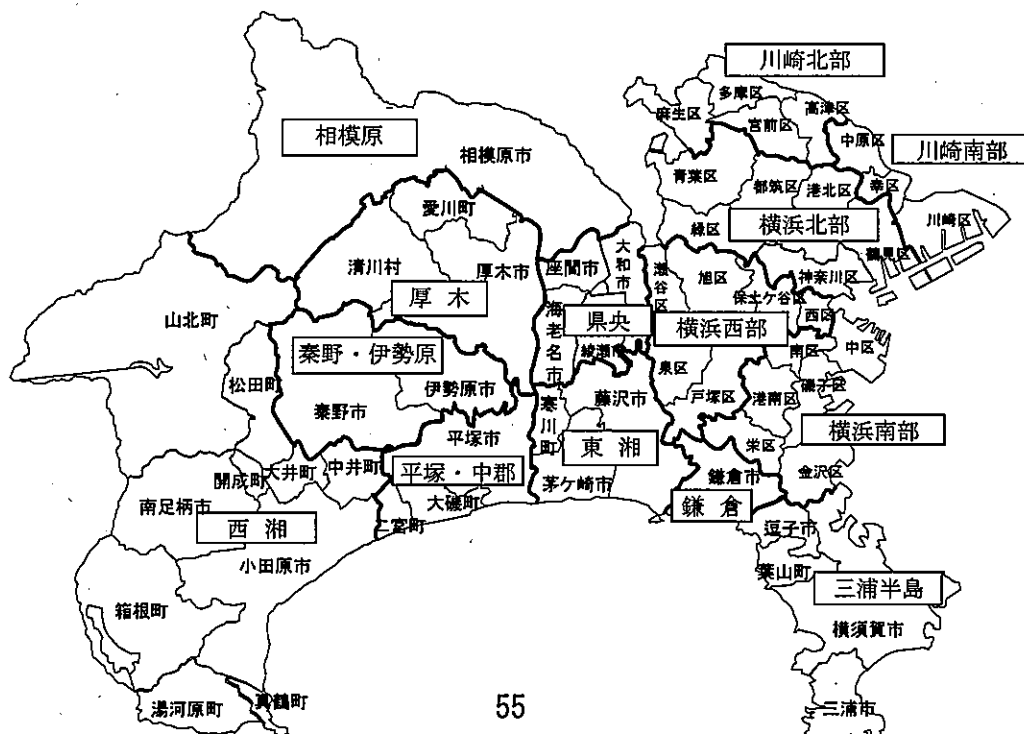 川崎北部
多摩区
高津区
麻生区
宮前区
中原区
川崎南部
相模原
相模原市
青葉区
都筑区
港北区
幸区
川崎区
愛川町
緑区
横浜北部
鶴見区
清川村
厚木市
座間市
大和市
瀬谷区
旭区
神奈川区
厚木
保土ケ谷区
西区
山北町
海老名市
県央
横浜西部
綾瀬市
南区
中区
秦野・伊勢原
松田町
伊勢原市
泉区
磯子区
秦野市
寒川町
藤沢市
戸塚区
港南区
平塚市
東湘
栄区
横浜南部
開成町
大井町
中井町
平塚・中郡
茅ケ崎市
鎌倉市
金沢区
南足柄市
大磯町
鎌倉
西湘
二宮町
逗子市
小田原市
葉山町
三浦半島
箱根町
横須賀市
湯河原町
真鶴町
55
三浦市